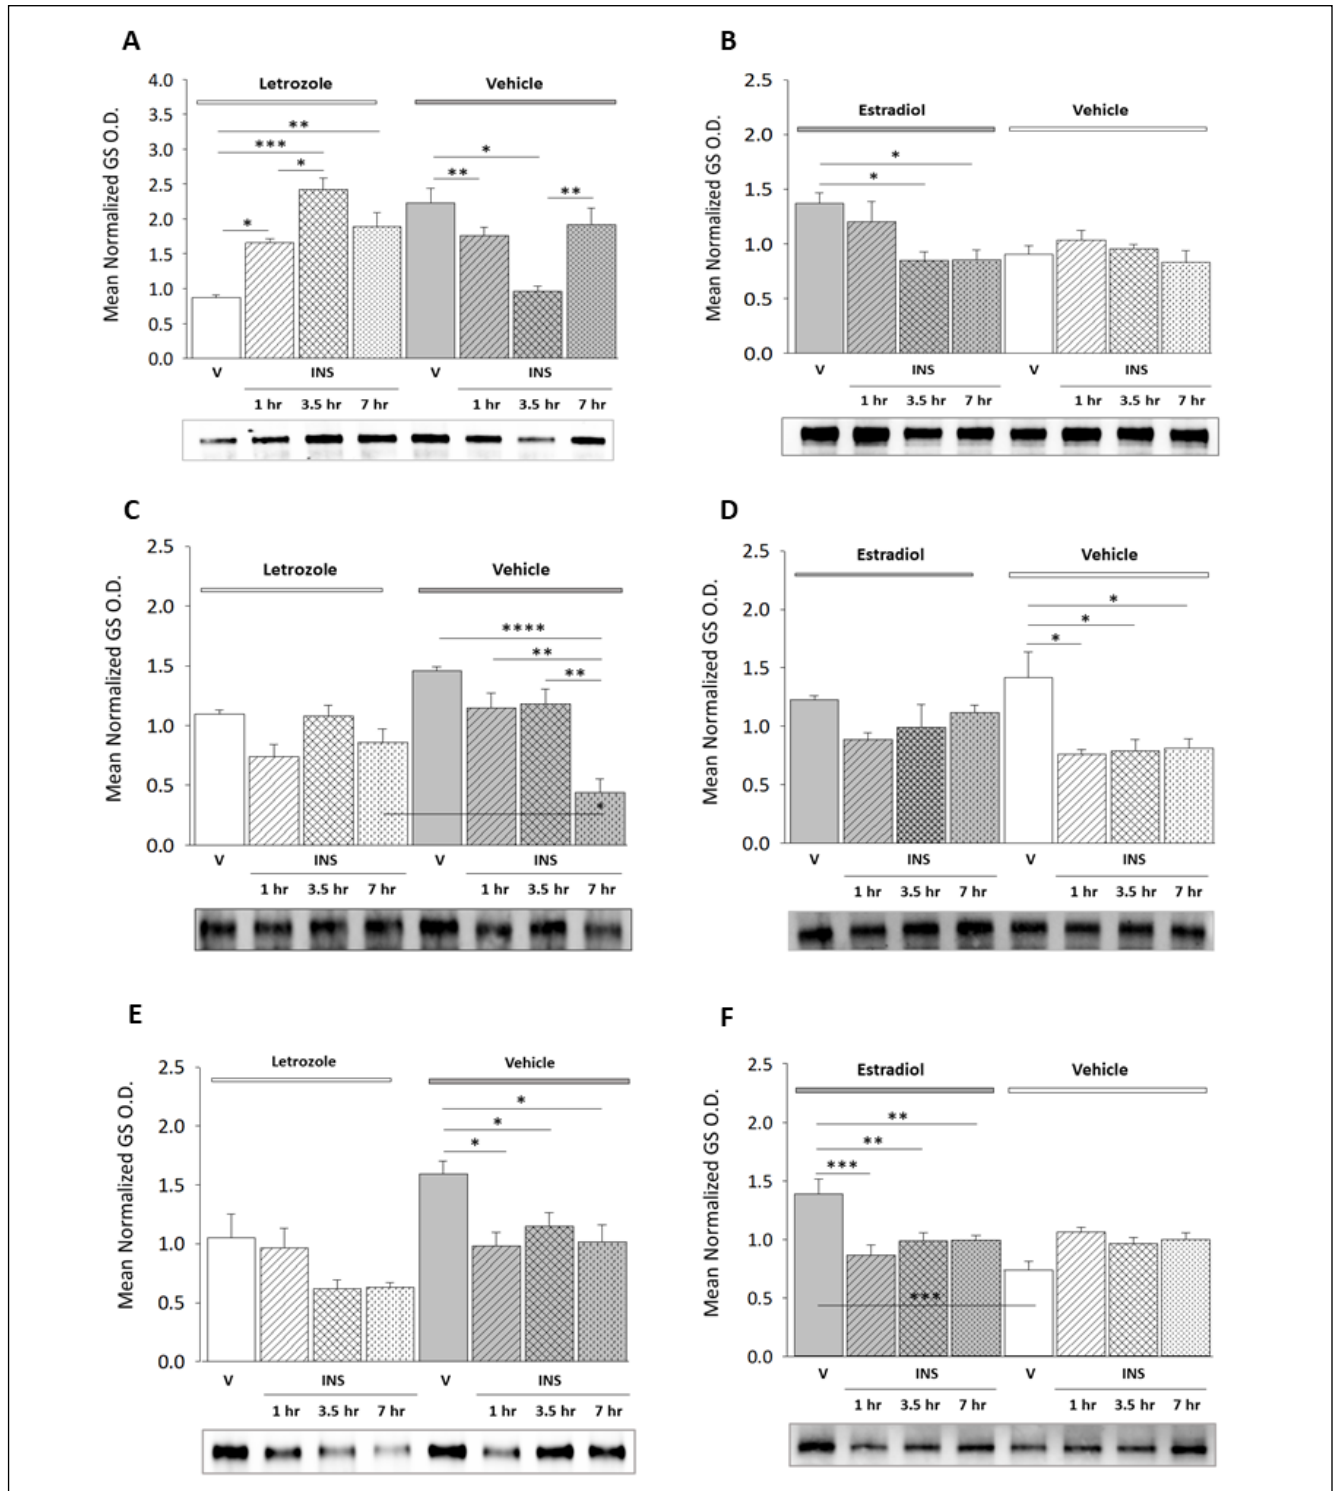 A
Letrozole Vehicle
Mean Normalized GS O.D.
4.0
3.5
3.0
2.5
2.0
1.5
1.0
0.5
0.0
** *** * * * ** **
V INS V INS
1 hr 3.5 hr 7 hr 1 hr 3.5 hr 7 hr
B
Estradiol Vehicle
Mean Normalized GS O.D.
2.5
2.0
1.5
1.0
0.5
0.0
* *
V INS V INS
1 hr 3.5 hr 7 hr 1 hr 3.5 hr 7 hr
C
Letrozole Vehicle
Mean Normalized GS O.D.
2.5
2.0
1.5
1.0
0.5
0.0
**** ** ** *
V INS V INS
1 hr 3.5 hr 7 hr 1 hr 3.5 hr 7 hr
D
Estradiol Vehicle
Mean Normalized GS O.D.
2.5
2.0
1.5
1.0
0.5
0.0
* * *
V INS V INS
1 hr 3.5 hr 7 hr 1 hr 3.5 hr 7 hr
E
Letrozole Vehicle
Mean Normalized GS O.D.
2.5
2.0
1.5
1.0
0.5
0.0
* * *
V INS V INS
1 hr 3.5 hr 7 hr 1 hr 3.5 hr 7 hr
F
Estradiol Vehicle
Mean Normalized GS O.D.
2.5
2.0
1.5
1.0
0.5
0.0
** ** *** ***
V INS V INS
1 hr 3.5 hr 7 hr 1 hr 3.5 hr 7 hr